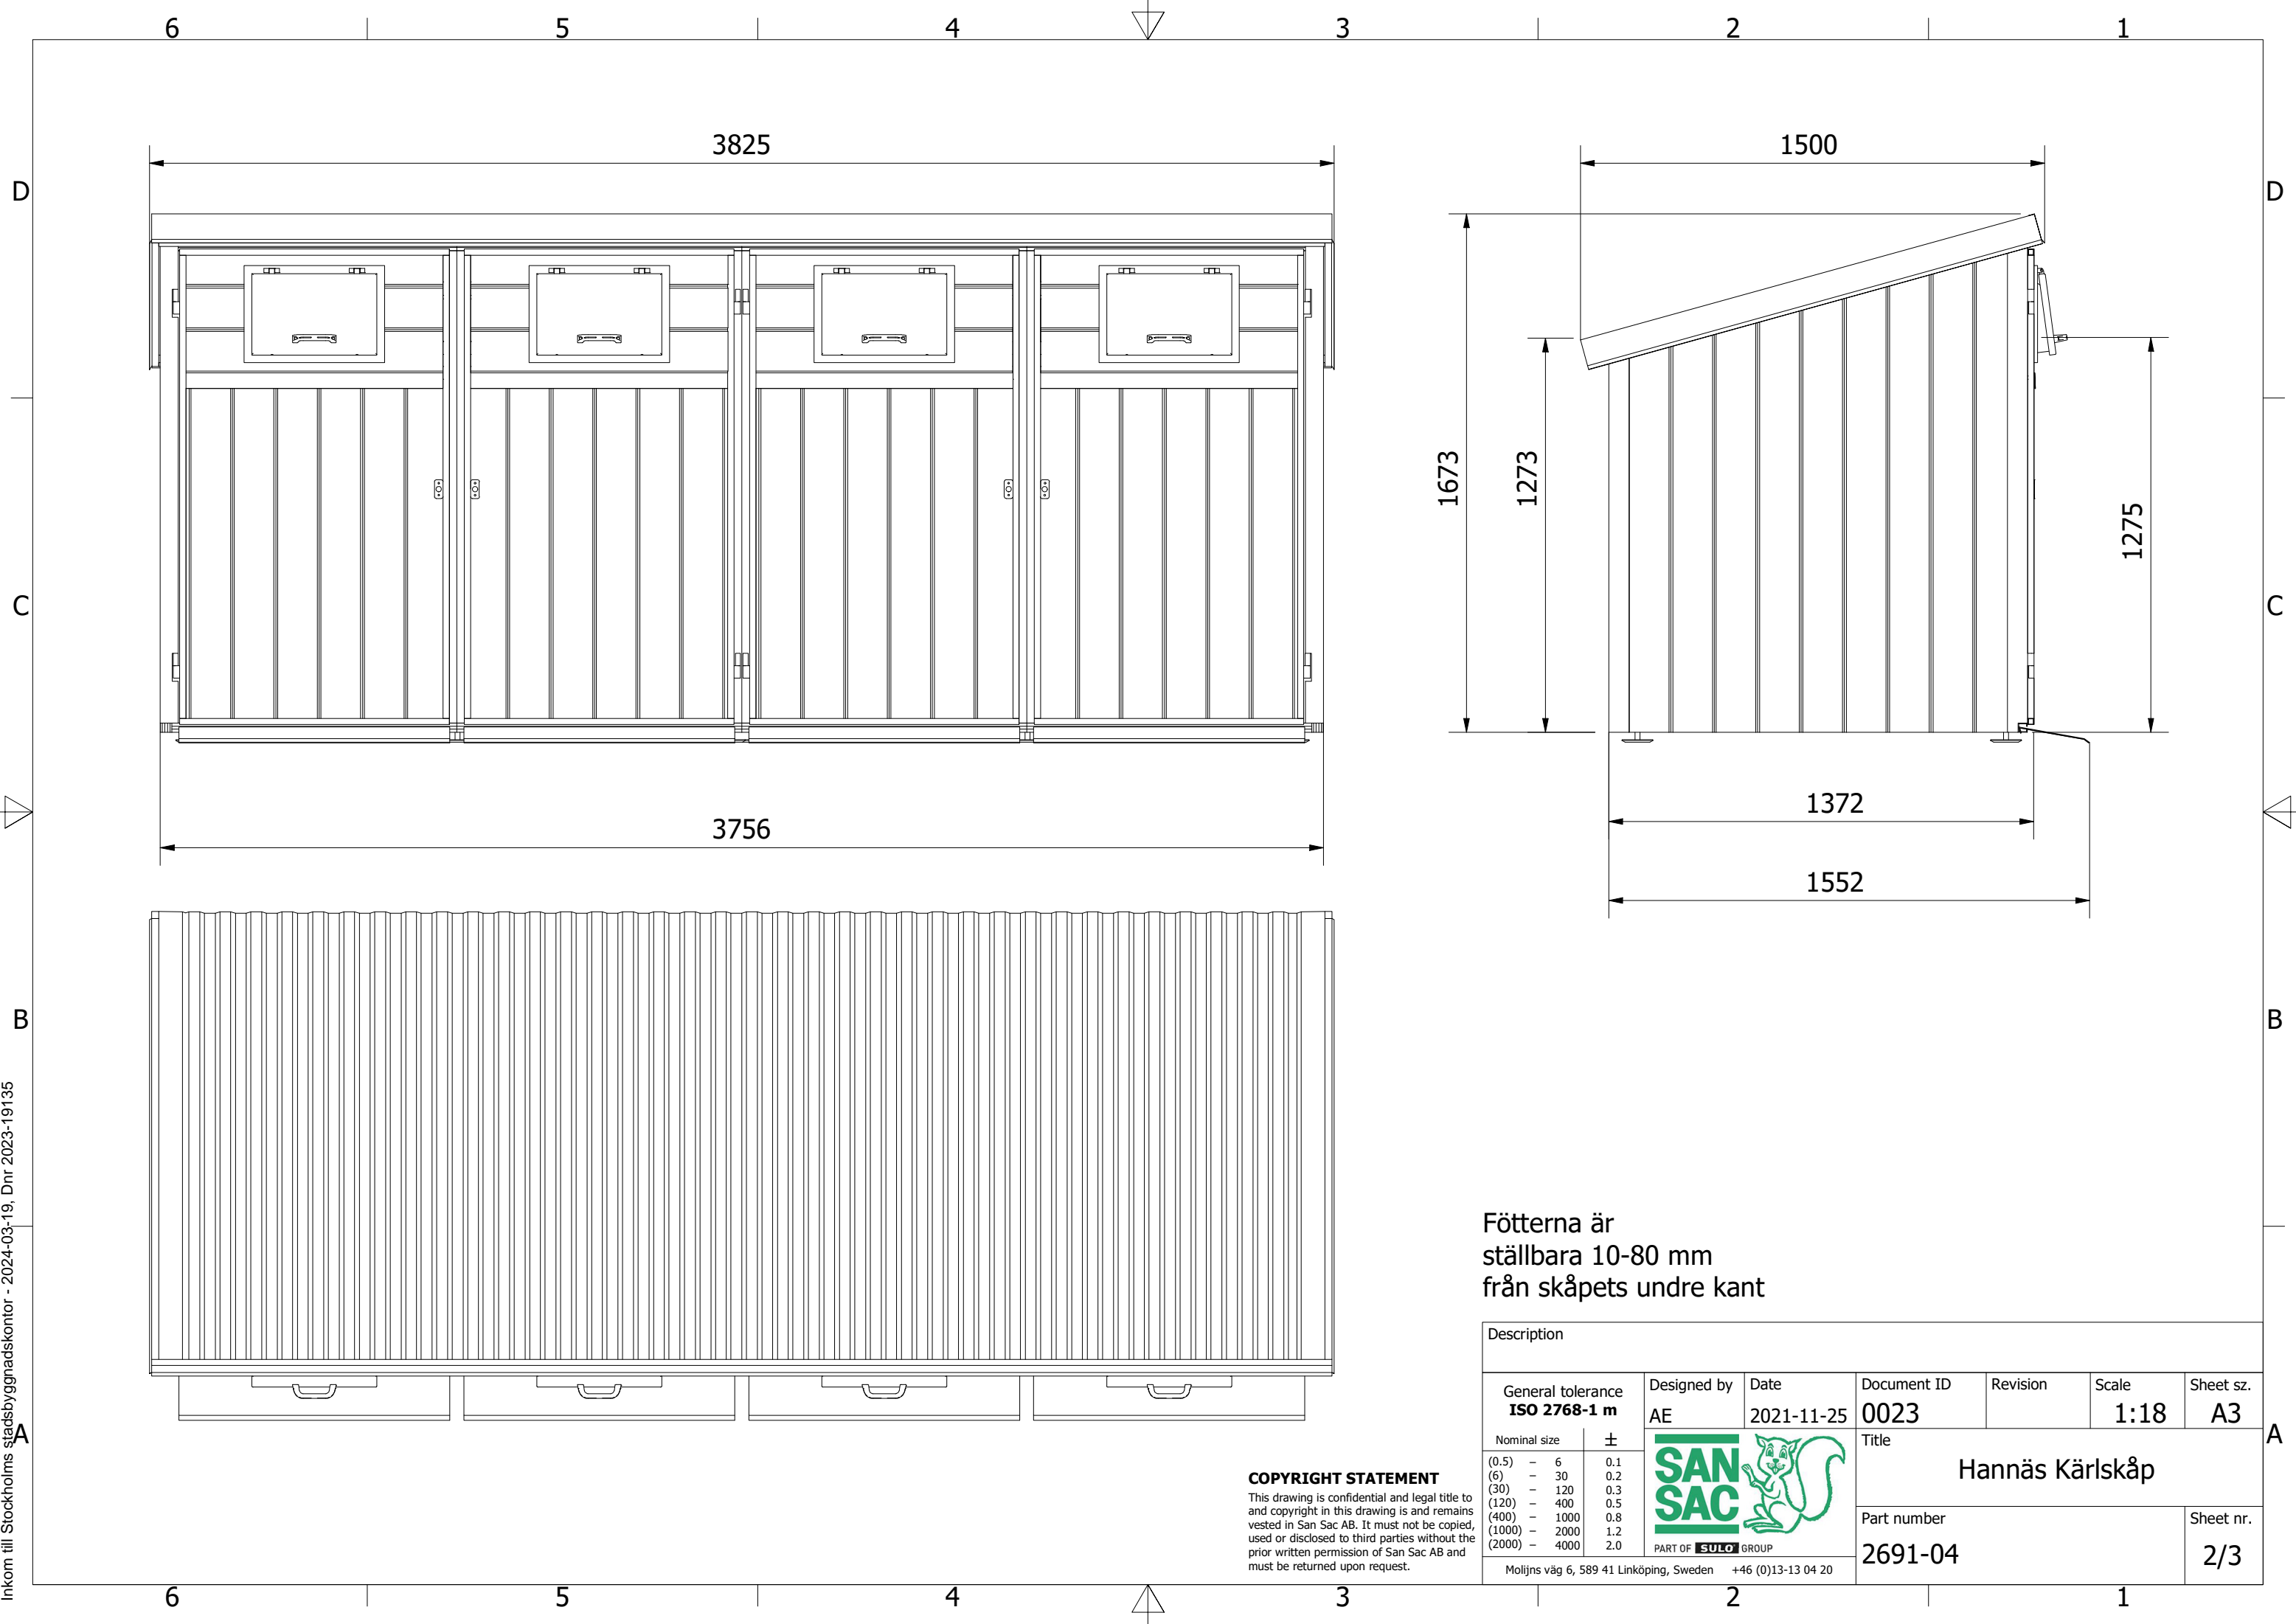 6 5 4 3 2 1
D D
C C
B B
A A
3825
1500
1673
1273
1275
3756
1372
1552
Fötterna är
ställbara 10-80 mm
från skåpets undre kant
Description
General tolerance
ISO 2768-1 m
Designed by
AE
Date
2021-11-25
Document ID
0023
Revision
Scale
1:18
Sheet sz.
A3
Nominal size ±
(0.5) – 6 0.1
(6) – 30 0.2
(30) – 120 0.3
(120) – 400 0.5
(400) – 1000 0.8
(1000) – 2000 1.2
(2000) – 4000 2.0
SAN
SAC
PART OF SULO GROUP
Title
Hannäs Kärlskåp
Part number
2691-04
Sheet nr.
2/3
Molijns väg 6, 589 41 Linköping, Sweden +46 (0)13-13 04 20
COPYRIGHT STATEMENT
This drawing is confidential and legal title to
and copyright in this drawing is and remains
vested in San Sac AB. It must not be copied,
used or disclosed to third parties without the
prior written permission of San Sac AB and
must be returned upon request.
Inkom till Stockholms stadsbyggnadskontor - 2024-03-19, Dnr 2023-19135
6 5 4 3 2 1